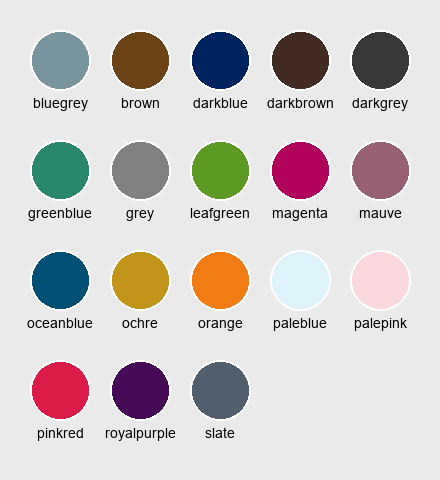 bluegrey brown darkblue darkbrown darkgrey
greenblue grey leafgreen magenta mauve
oceanblue ochre orange paleblue palepink
pinkred royalpurple slate